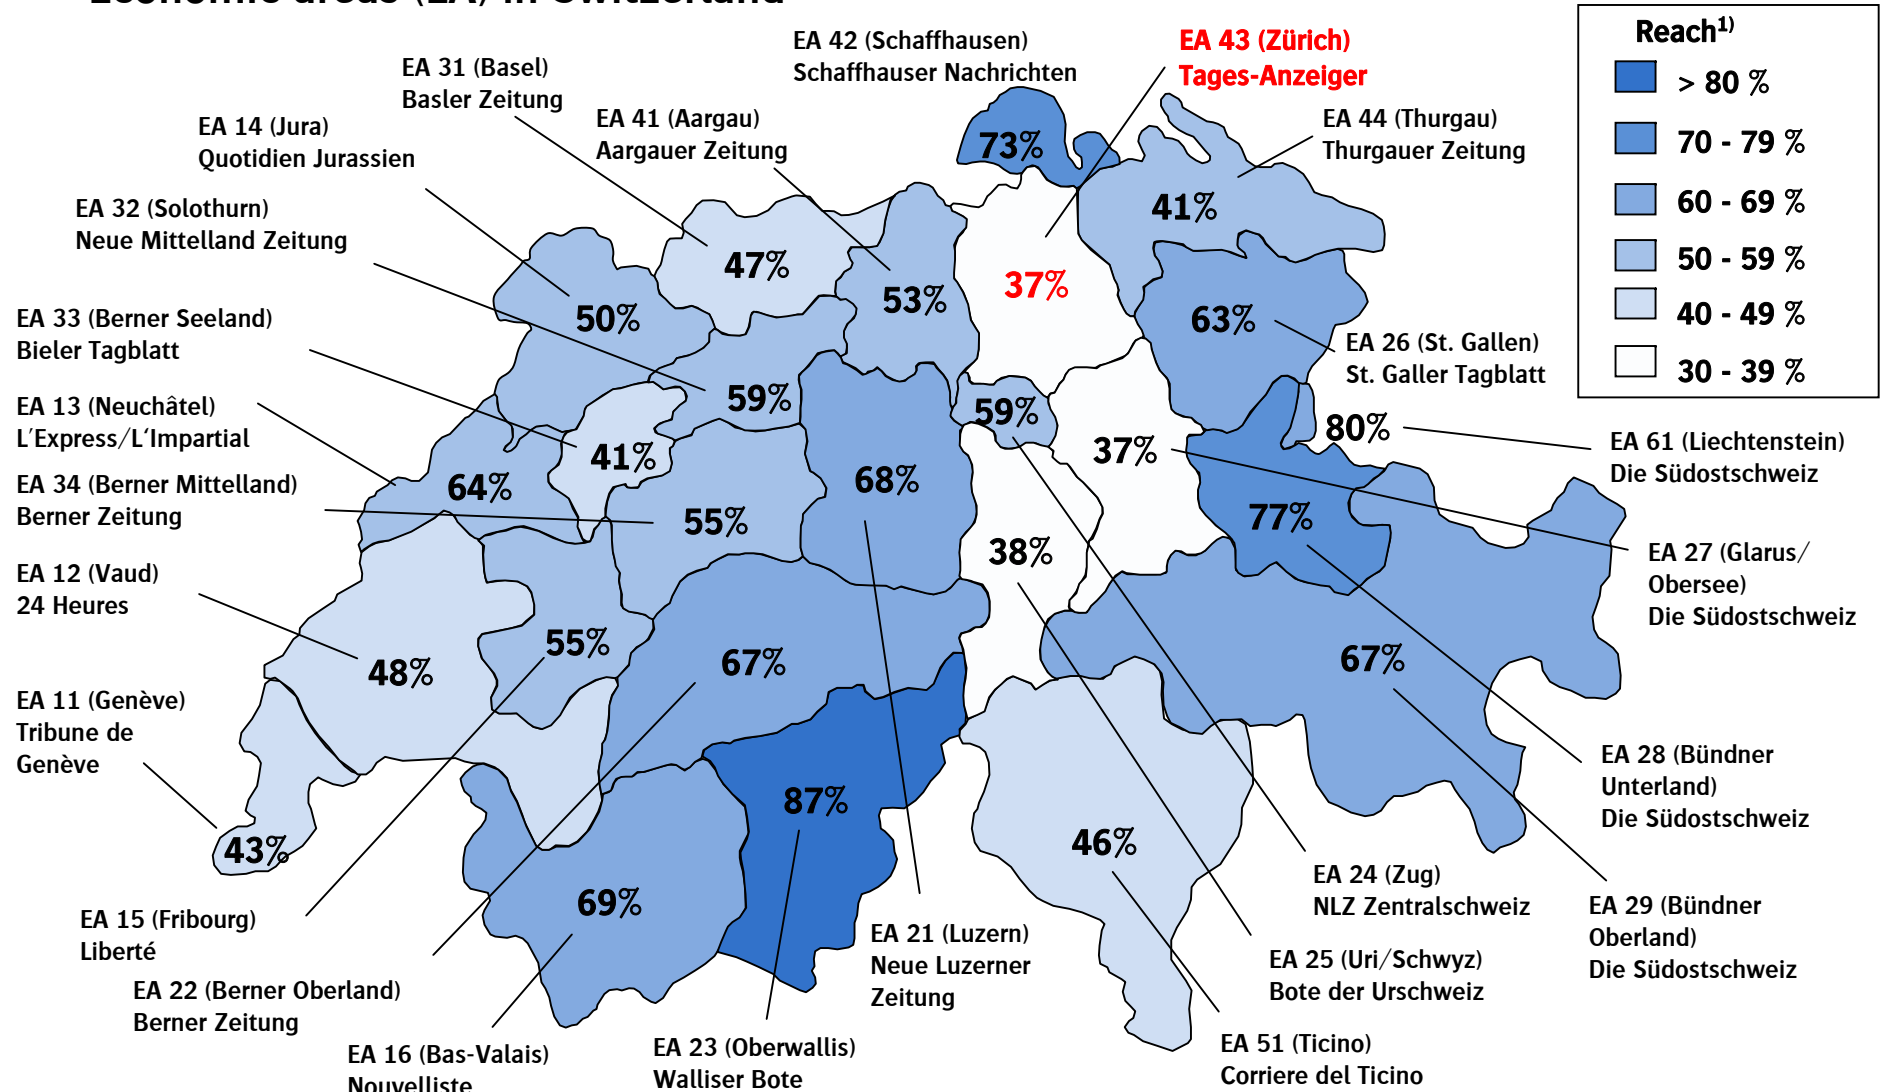 Economic areas (EA) in Switzerland
EA 42 (Schaffhausen)
Schaffhauser Nachrichten
EA 43 (Zürich)
Tages-Anzeiger
Reach1)
> 80 %
70 - 79 %
60 - 69 %
50 - 59 %
40 - 49 %
30 - 39 %
EA 31 (Basel)
Basler Zeitung
EA 41 (Aargau)
Aargauer Zeitung
EA 44 (Thurgau)
Thurgauer Zeitung
EA 14 (Jura)
Quotidien Jurassien
EA 32 (Solothurn)
Neue Mittelland Zeitung
EA 33 (Berner Seeland)
Bieler Tagblatt
EA 13 (Neuchâtel)
L'Express/L‘Impartial
EA 34 (Berner Mittelland)
Berner Zeitung
EA 12 (Vaud)
24 Heures
EA 11 (Genève)
Tribune de
Genève
73%
41%
47%
37%
53%
50%
63%
59%
59%
80%
41%
37%
64%
68%
55%
77%
38%
55%
67%
67%
48%
87%
46%
43%
69%
EA 26 (St. Gallen)
St. Galler Tagblatt
EA 61 (Liechtenstein)
Die Südostschweiz
EA 27 (Glarus/
Obersee)
Die Südostschweiz
EA 28 (Bündner
Unterland)
Die Südostschweiz
EA 24 (Zug)
NLZ Zentralschweiz
EA 29 (Bündner
Oberland)
Die Südostschweiz
EA 15 (Fribourg)
Liberté
EA 21 (Luzern)
Neue Luzerner
Zeitung
EA 25 (Uri/Schwyz)
Bote der Urschweiz
EA 22 (Berner Oberland)
Berner Zeitung
EA 16 (Bas-Valais)
Nouvelliste
EA 23 (Oberwallis)
Walliser Bote
EA 51 (Ticino)
Corriere del Ticino